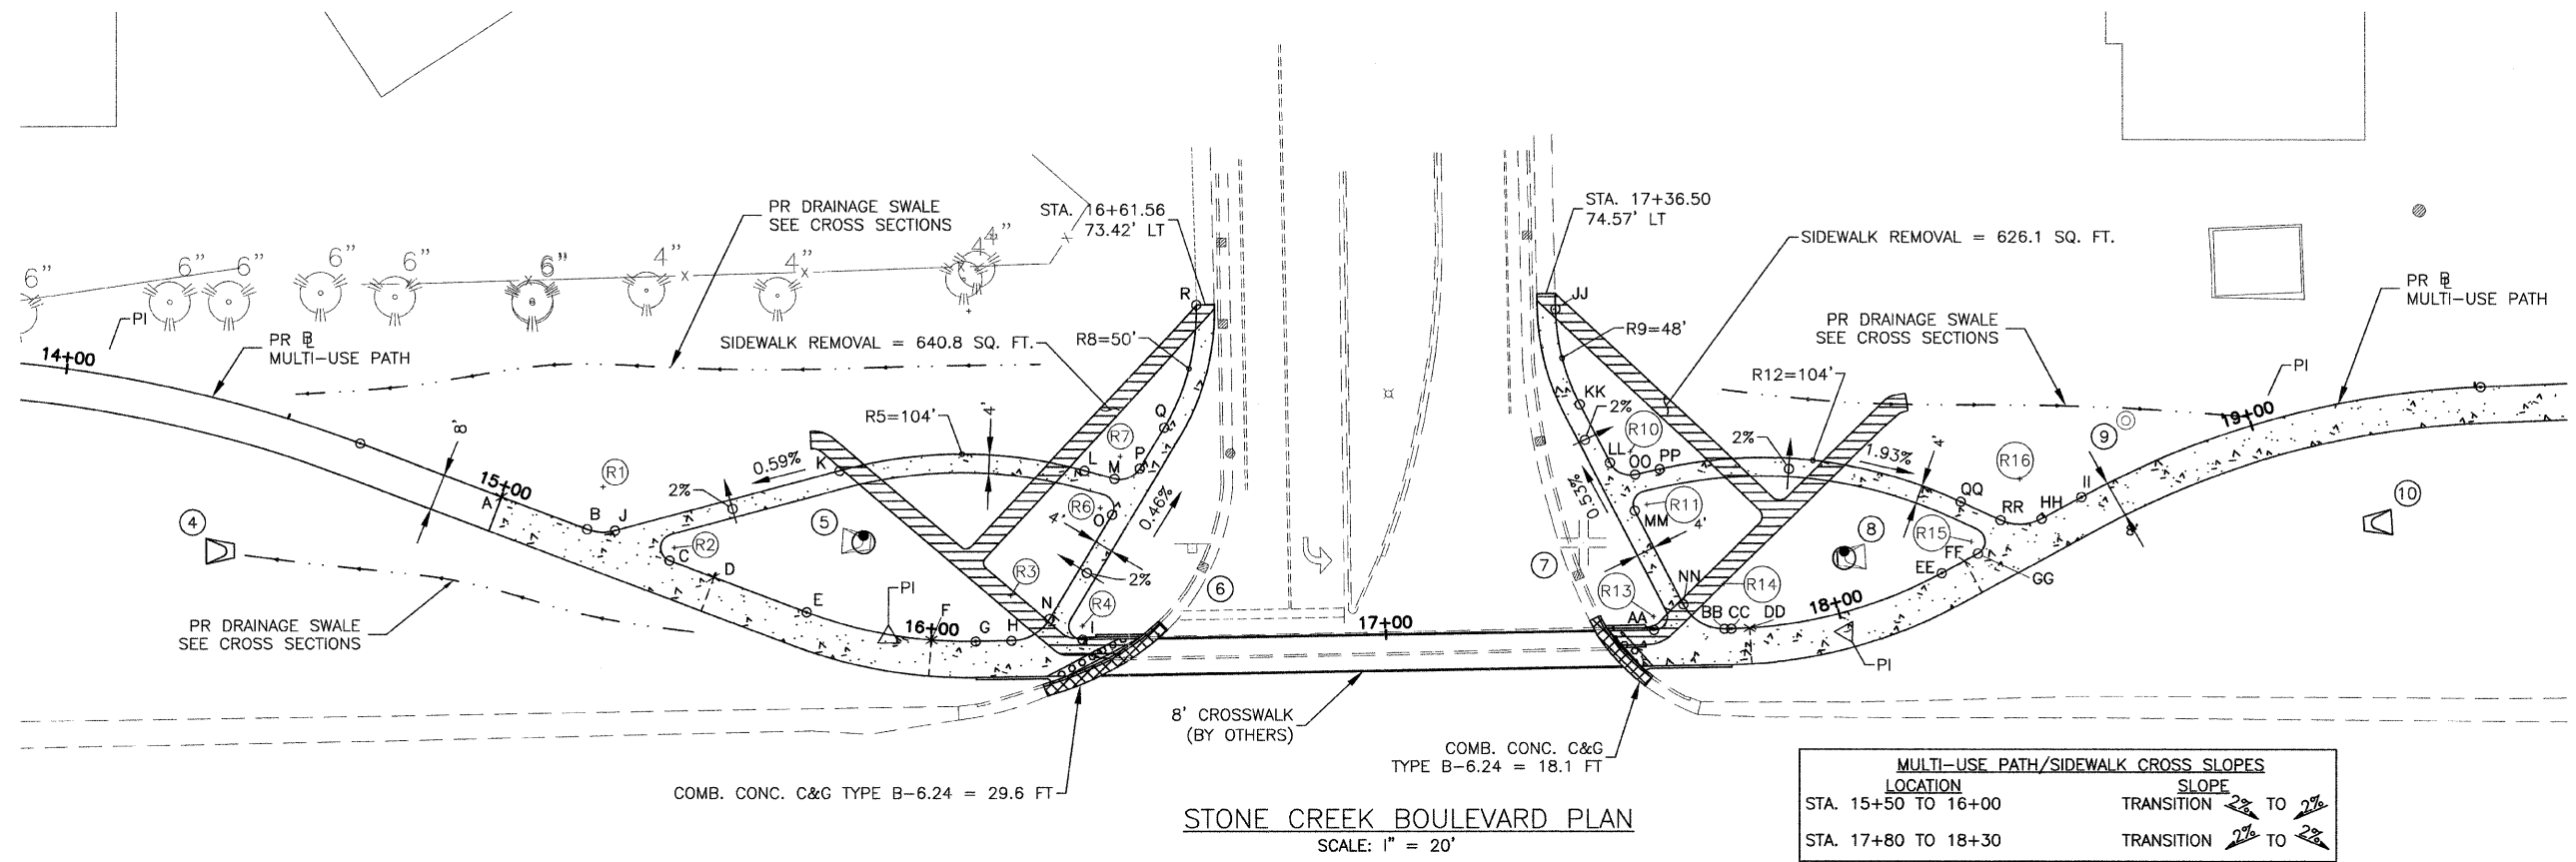 6"
6"
6"
6"
6"
6"
4"
4"
4"
4"
PR DRAINAGE SWALE
SEE CROSS SECTIONS
STA. 16+61.56
73.42' LT
STA. 17+36.50
74.57' LT
SIDEWALK REMOVAL = 626.1 SQ. FT.
PI
14+00
PR ⅊
MULTI-USE PATH
SIDEWALK REMOVAL = 640.8 SQ. FT.
R
R8=50'
JJ
R9=48'
PR DRAINAGE SWALE
SEE CROSS SECTIONS
PR ⅊
MULTI-USE PATH
PI
R12=104'
19+00
R5=104'
4'
8'
Q
R7
KK
2%
R10
2%
9
1.93%
4'
R16
0.59%
K
L
M
P
LL
OO
PP
15+00
A
R1
2%
B
J
R6
O
4'
0.46%
0.53%
MM
R11
4'
QQ
RR
HH
II
8'
10
4
5
R2
C
D
E
R3
2%
R4
6
7
R13
NN
R14
8
R15
FF
EE
GG
PI
F
N
16+00
G
H
I
17+00
AA
BB
CC
DD
18+00
PI
PR DRAINAGE SWALE
SEE CROSS SECTIONS
8' CROSSWALK
(BY OTHERS)
COMB. CONC. C&G
TYPE B-6.24 = 18.1 FT
COMB. CONC. C&G TYPE B-6.24 = 29.6 FT
STONE CREEK BOULEVARD PLAN
SCALE: 1" = 20'
MULTI-USE PATH/SIDEWALK CROSS SLOPES
LOCATION SLOPE
STA. 15+50 TO 16+00 TRANSITION 2% TO 2%
STA. 17+80 TO 18+30 TRANSITION 2% TO 2%